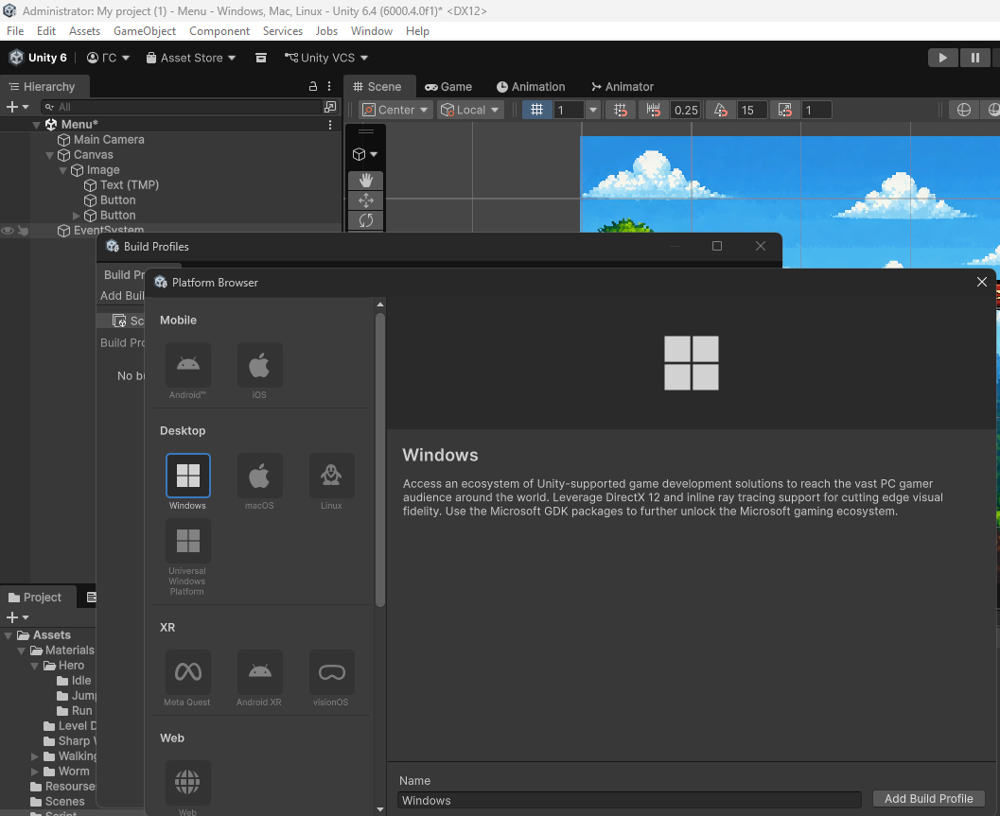 Administrator: My project (1) - Menu - Windows, Mac, Linux - Unity 6.4 (6000.4.0f1)* <DX12>
File Edit Assets GameObject Component Services Jobs Window Help
Unity 6 ГС Asset Store Unity VCS
Hierarchy Scene Game Animation Animator
All Center Local 1 0.25 15 1
Menu*
Main Camera
Canvas
Image
Text (TMP)
Button
Button
EventSystem
Build Profiles
Build Pr
Platform Browser
Add Buil
Mobile
Sc
Build Pro
No bu
Android™ iOS
Desktop
Windows
Access an ecosystem of Unity-supported game development solutions to reach the vast PC gamer
audience around the world. Leverage DirectX 12 and inline ray tracing support for cutting edge visual
fidelity. Use the Microsoft GDK packages to further unlock the Microsoft gaming ecosystem.
Windows macOS Linux
Universal
Windows
Platform
Project
XR
Assets
Materials
Hero
Idle
Jump
Run
Meta Quest Android XR visionOS
Level D
Sharp W
Walking
Worm
Web
Resourse
Scenes
Script
Web
Name
Windows
Add Build Profile